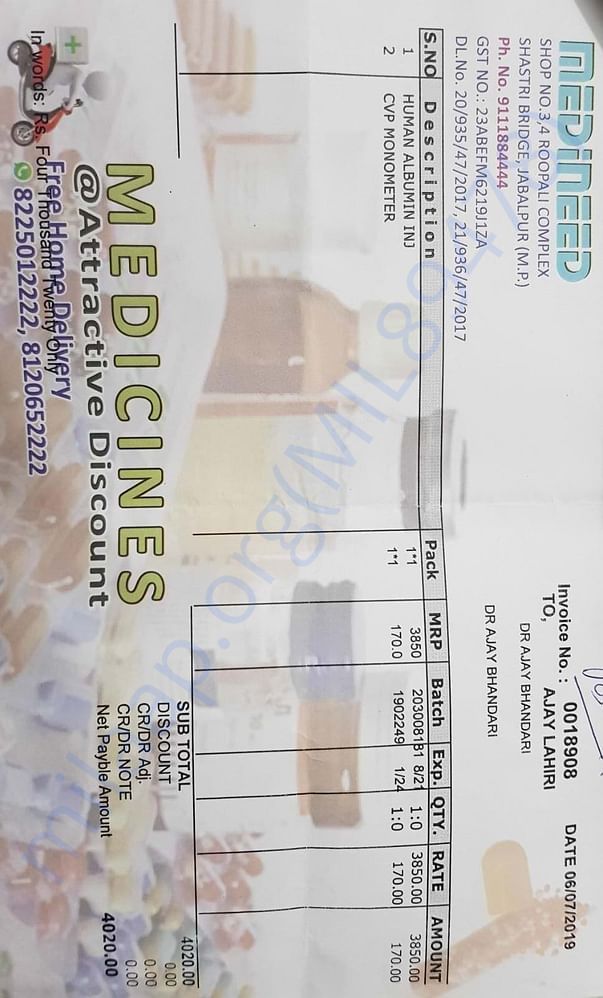 MEDINEED
SHOP NO.3,4 ROOPALI COMPLEX
SHASTRI BRIDGE, JABALPUR (M.P.)
Ph. No. 9111884444
GST NO.: 23ABEFM6219J1ZA
DL.No. 20/935/47/2017, 21/936/47/2017
Invoice No. : 0018908 DATE 06/07/2019
TO, AJAY LAHIRI
DR AJAY BHANDARI
DR AJAY BHANDARI
S.NO Description Pack MRP Batch Exp. QTY. RATE AMOUNT
1 HUMAN ALBUMIN INJ 1*1 3850 203008181 8/21 1:0 3850.00 3850.00
2 CVP MONOMETER 1*1 170.0 1902249 1/24 1:0 170.00 170.00
SUB TOTAL 4020.00
DISCOUNT 0.00
CR/DR Adj. 0.00
CR/DR NOTE 0.00
Net Payble Amount 4020.00
MEDICINES
@Attractive Discount
Free Home Delivery
In words: Rs. Four Thousand Twenty Only
8225012222, 8120652222